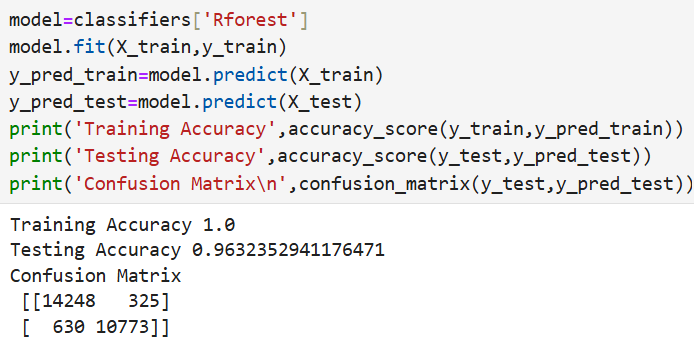 model=classifiers['Rforest']
model.fit(X_train,y_train)
y_pred_train=model.predict(X_train)
y_pred_test=model.predict(X_test)
print('Training Accuracy',accuracy_score(y_train,y_pred_train))
print('Testing Accuracy',accuracy_score(y_test,y_pred_test))
print('Confusion Matrix\n',confusion_matrix(y_test,y_pred_test))
Training Accuracy 1.0
Testing Accuracy 0.9632352941176471
Confusion Matrix
 [[14248   325]
 [  630 10773]]